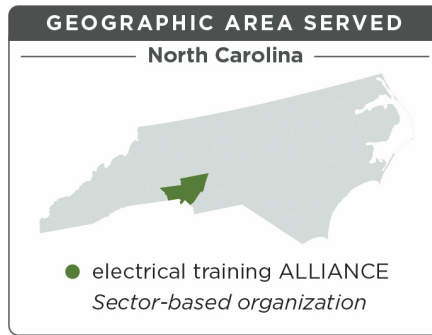 GEOGRAPHIC AREA SERVED
North Carolina
electrical training ALLIANCE
Sector-based organization